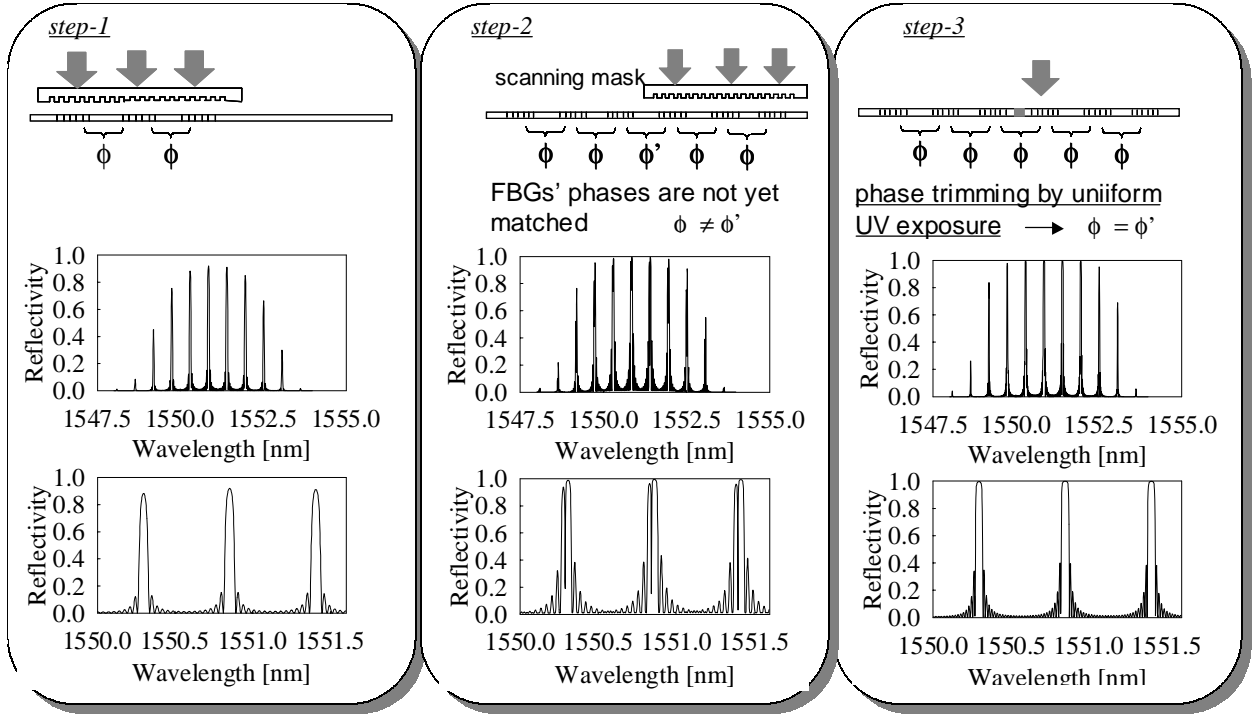 step-1
ϕ ϕ
Reflectivity
1.0
0.8
0.6
0.4
0.2
0.0
1547.5 1550.0 1552.5 1555.0
Wavelength [nm]
Reflectivity
1.0
0.8
0.6
0.4
0.2
0.0
1550.0 1550.5 1551.0 1551.5
Wavelength [nm]
step-2
scanning mask
ϕ ϕ ϕ' ϕ ϕ
FBGs' phases are not yet
matched ϕ ≠ ϕ'
Reflectivity
1.0
0.8
0.6
0.4
0.2
0.0
1547.5 1550.0 1552.5 1555.0
Wavelength [nm]
Reflectivity
1.0
0.8
0.6
0.4
0.2
0.0
1550.0 1550.5 1551.0 1551.5
Wavelength [nm]
step-3
ϕ ϕ ϕ ϕ ϕ
phase trimming by uniiform
UV exposure → ϕ = ϕ'
Reflectivity
1.0
0.8
0.6
0.4
0.2
0.0
1547.5 1550.0 1552.5 1555.0
Wavelength [nm]
Reflectivity
1.0
0.8
0.6
0.4
0.2
0.0
1550.0 1550.5 1551.0 1551.5
Wavelength [nm]